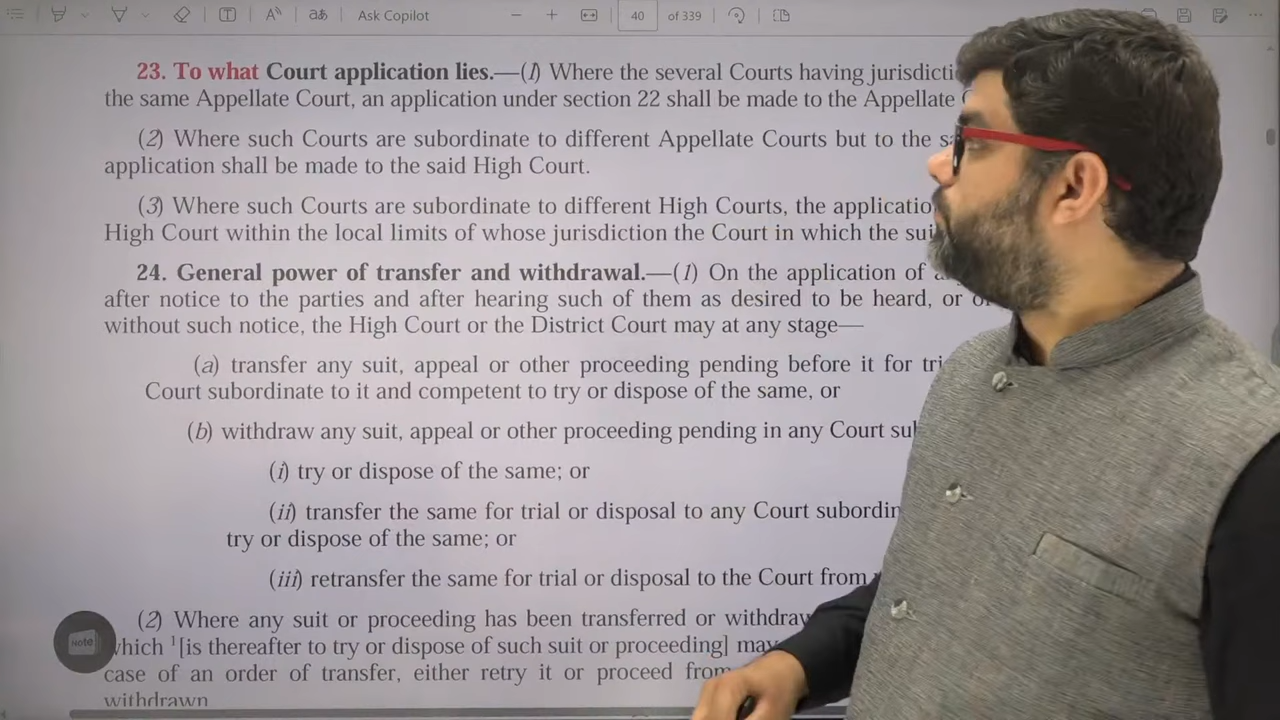 Ask Copilot
40 of 339
23. To what Court application lies.—(1) Where the several Courts having
the same Appellate Court, an application under section 22 shall be made to the Appellate
(2) Where such Courts are subordinate to different Appellate Courts but to the
application shall be made to the said High Court.
(3) Where such Courts are subordinate to different High Courts, the
High Court within the local limits of whose jurisdiction the Court in which the
24. General power of transfer and withdrawal.—(1) On the application of
after notice to the parties and after hearing such of them as desired to be heard, or
without such notice, the High Court or the District Court may at any stage—
(a) transfer any suit, appeal or other proceeding pending before it for
Court subordinate to it and competent to try or dispose of the same, or
(b) withdraw any suit, appeal or other proceeding pending in any Court
(i) try or dispose of the same; or
(ii) transfer the same for trial or disposal to any Court
try or dispose of the same; or
(iii) retransfer the same for trial or disposal to the Court from
Note
(2) Where any suit or proceeding has been transferred or
which 1[is thereafter to try or dispose of such suit or proceeding] may
case of an order of transfer, either retry it or proceed from
withdrawn